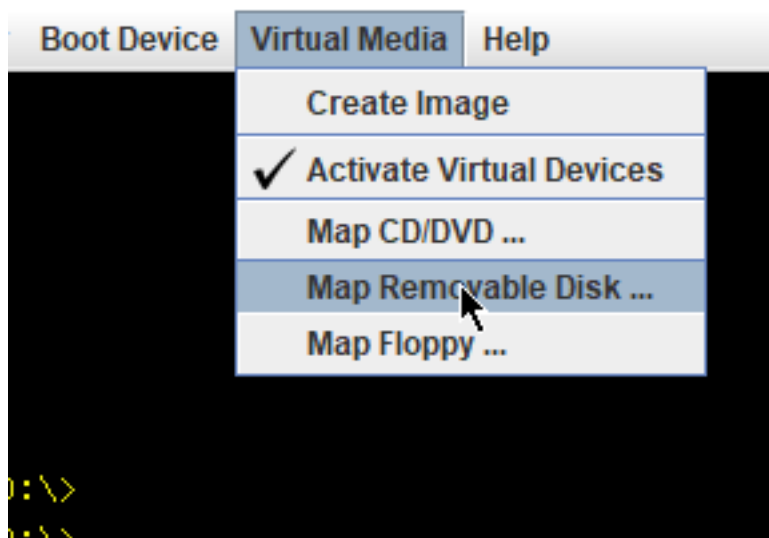 Boot Device Virtual Media Help
Create Image
Activate Virtual Devices
Map CD/DVD ...
Map Removable Disk ...
Map Floppy ...
:\>